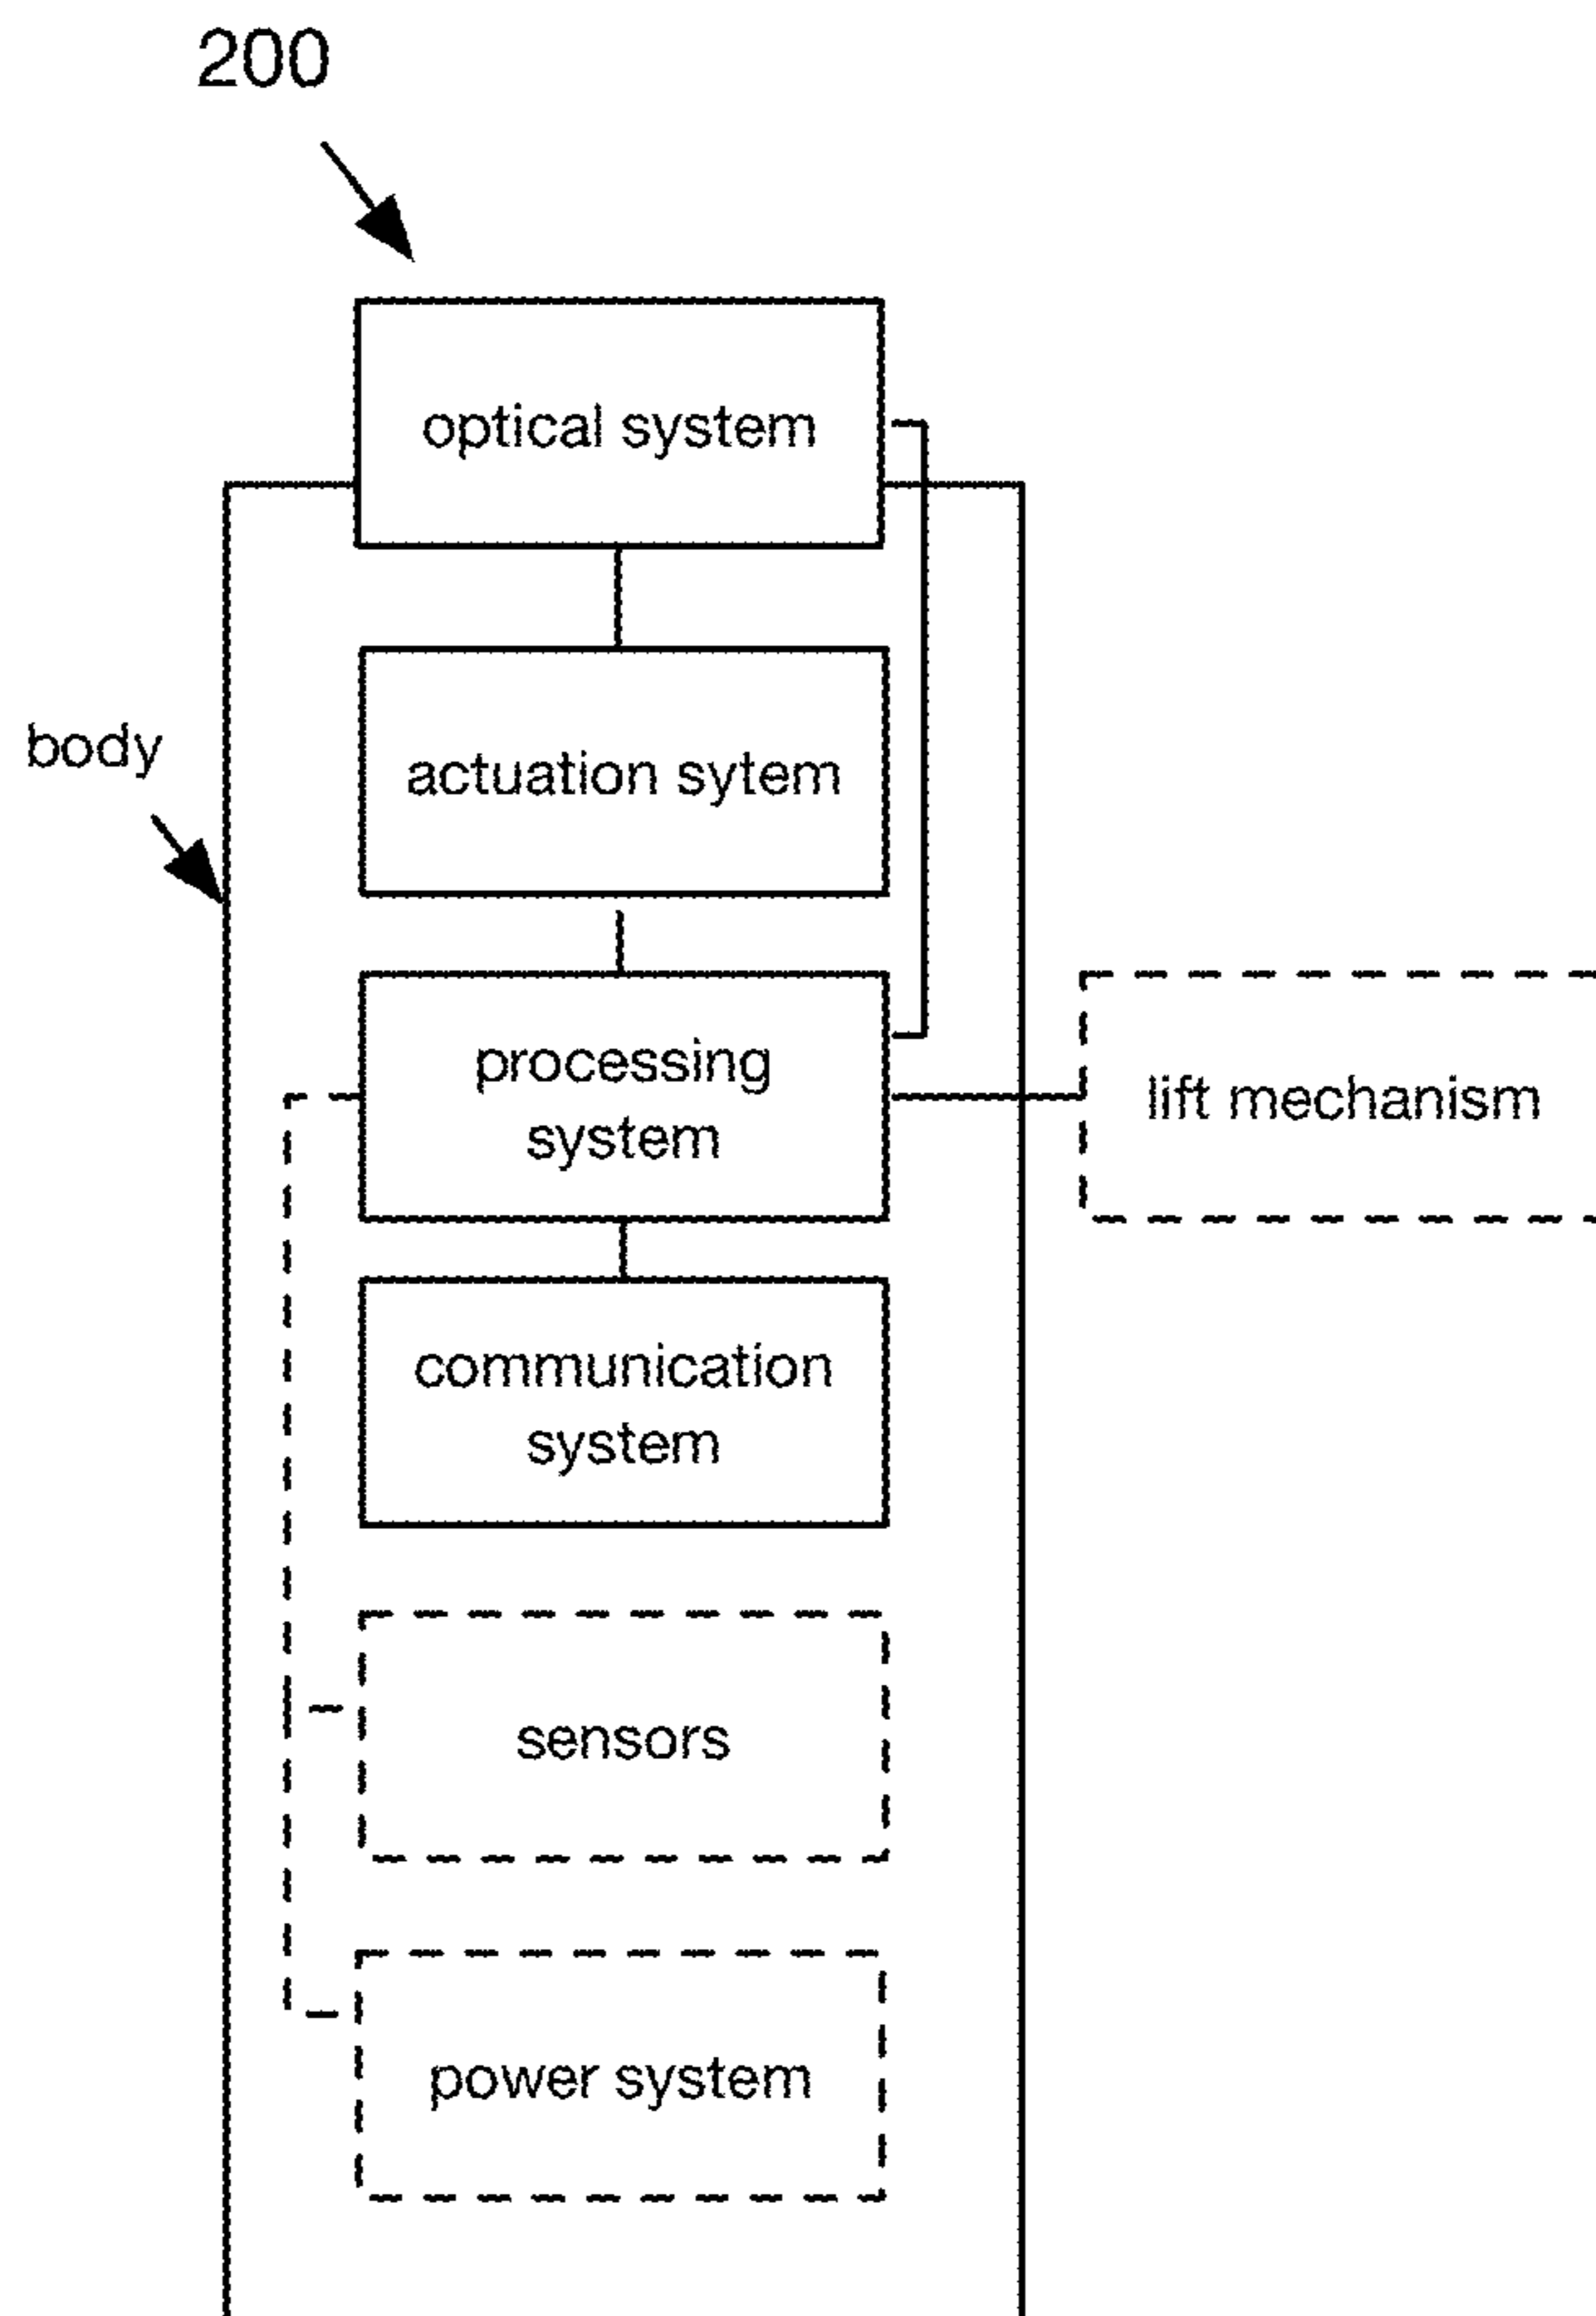 200
optical system
body
actuation sytem
processing
system
lift mechanism
communication
system
sensors
power system